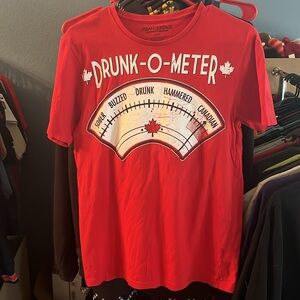 DRUNK-O-METER
SOBER BUZZED DRUNK HAMMERED CANADIAN